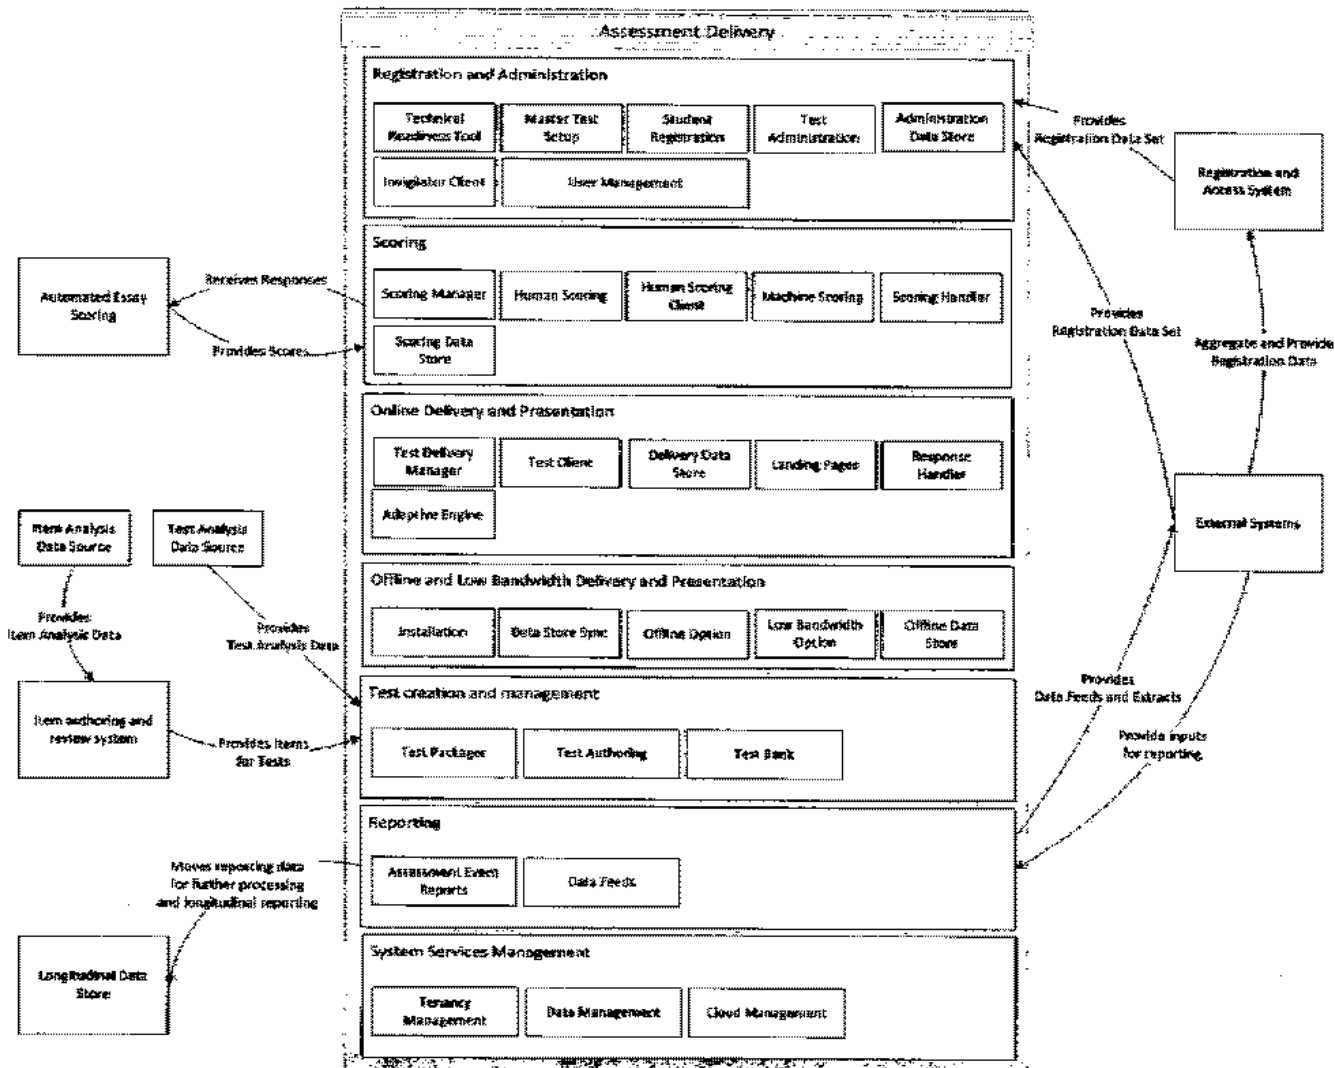 Assessment Delivery
Registration and Administration
Technical
Readiness Tool
Master Test
Setup
Student
Registration
Test
Administration
Administration
Data Store
Invigilator Client
User Management
Scoring
Scoring Manager
Human Scoring
Human Scoring
Client
Machine Scoring
Scoring Handler
Scoring Data
Store
Online Delivery and Presentation
Test Delivery
Manager
Test Client
Delivery Data
Store
Landing Pages
Response
Handler
Adaptive Engine
Offline and Low Bandwidth Delivery and Presentation
Installation
Data Store Sync
Offline Option
Low Bandwidth
Option
Offline Data
Store
Test creation and management
Test Packager
Test Authoring
Test Bank
Reporting
Assessment Event
Reports
Data Feeds
System Services Management
Tenancy
Management
Data Management
Cloud Management
Automated Essay
Scoring
Receives Responses
Provides Scores
Item Analysis
Data Source
Test Analysis
Data Source
Provides
Item Analysis Data
Provides
Test Analysis Data
Item authoring and
review system
Provides Items
for Tests
Moves reporting data
for further processing
and longitudinal reporting
Longitudinal Data
Store
Provides
Registration Data Set
Registration and
Access System
Provides
Registration Data Set
Aggregate and Provide
Registration Data
External Systems
Provides
Data Feeds and Extracts
Provide inputs
for reporting